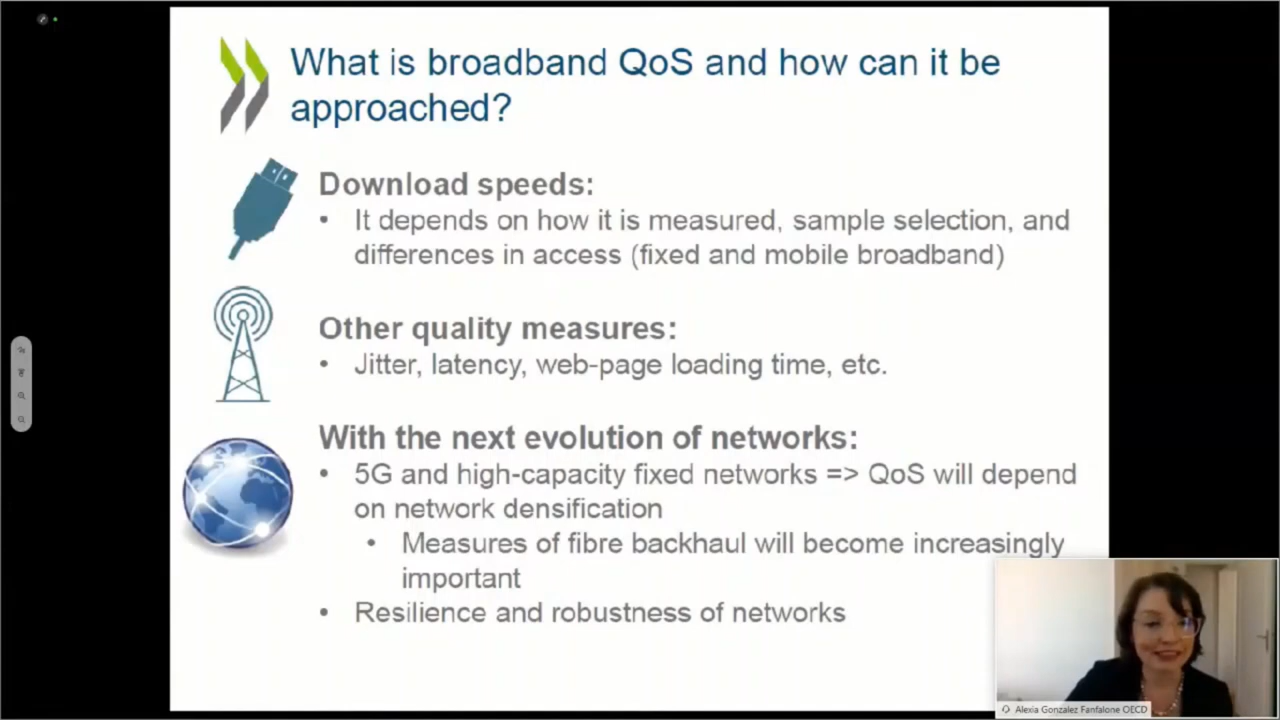 What is broadband QoS and how can it be
approached?
Download speeds:
• It depends on how it is measured, sample selection, and
differences in access (fixed and mobile broadband)
Other quality measures:
• Jitter, latency, web-page loading time, etc.
With the next evolution of networks:
• 5G and high-capacity fixed networks => QoS will depend
on network densification
• Measures of fibre backhaul will become increasingly
important
• Resilience and robustness of networks
Alexia Gonzalez Fanfalone OECD